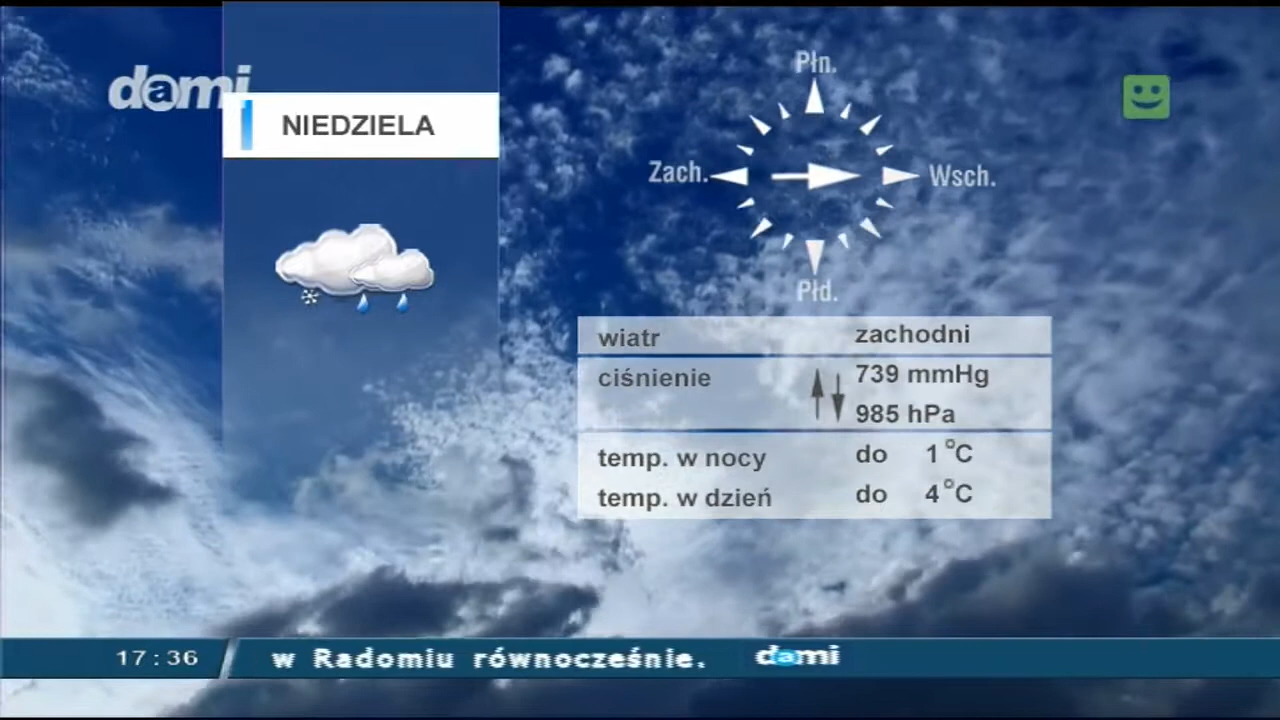 dami
NIEDZIELA
Płn.
Zach.
Wsch.
Płd.
wiatr zachodni
ciśnienie 739 mmHg
985 hPa
temp. w nocy do 1 °C
temp. w dzień do 4 °C
17:36 w Radomiu równocześnie. dami